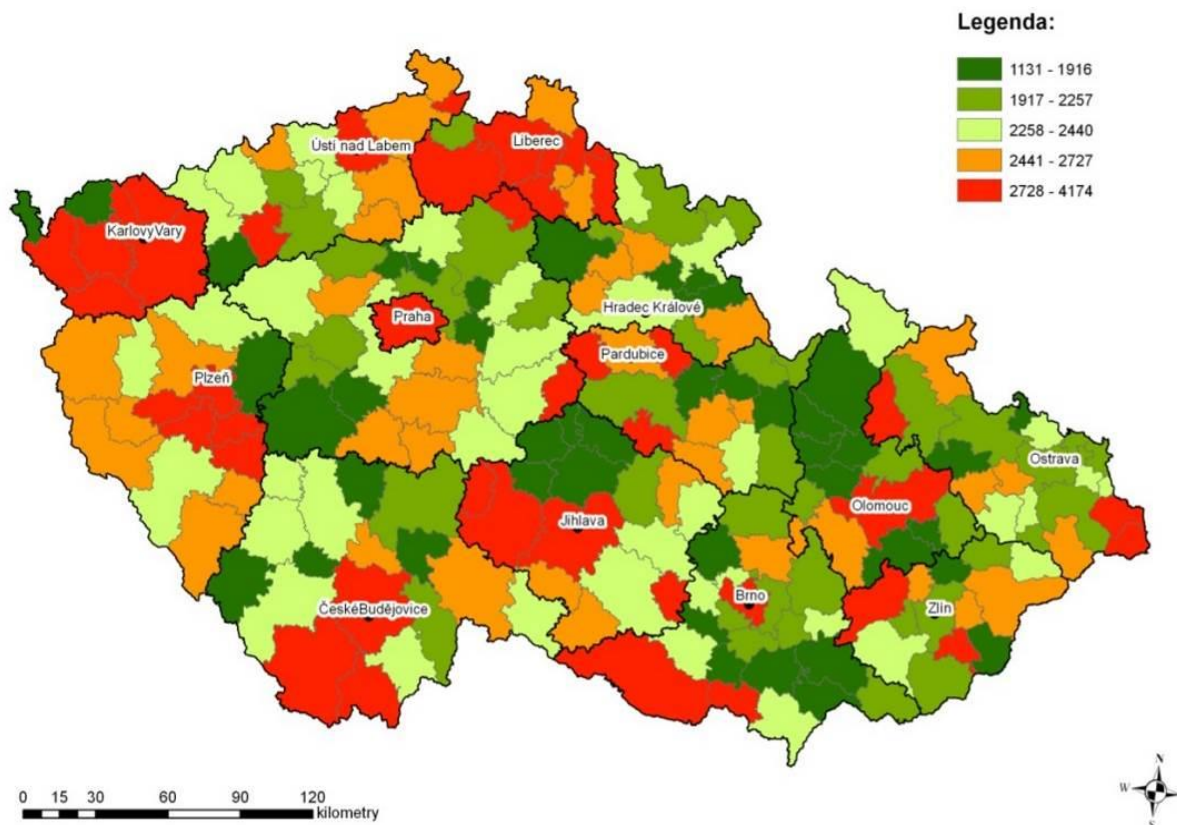 Legenda:
1131 - 1916
1917 - 2257
2258 - 2440
2441 - 2727
2728 - 4174
Ústí nad Labem
Liberec
KarlovyVary
Praha
Hradec Králové
Pardubice
Plzeň
Ostrava
Olomouc
Jihlava
Brno
Zlín
ČeskéBudějovice
0 15 30 60 90 120
kilometry
N
W E
S